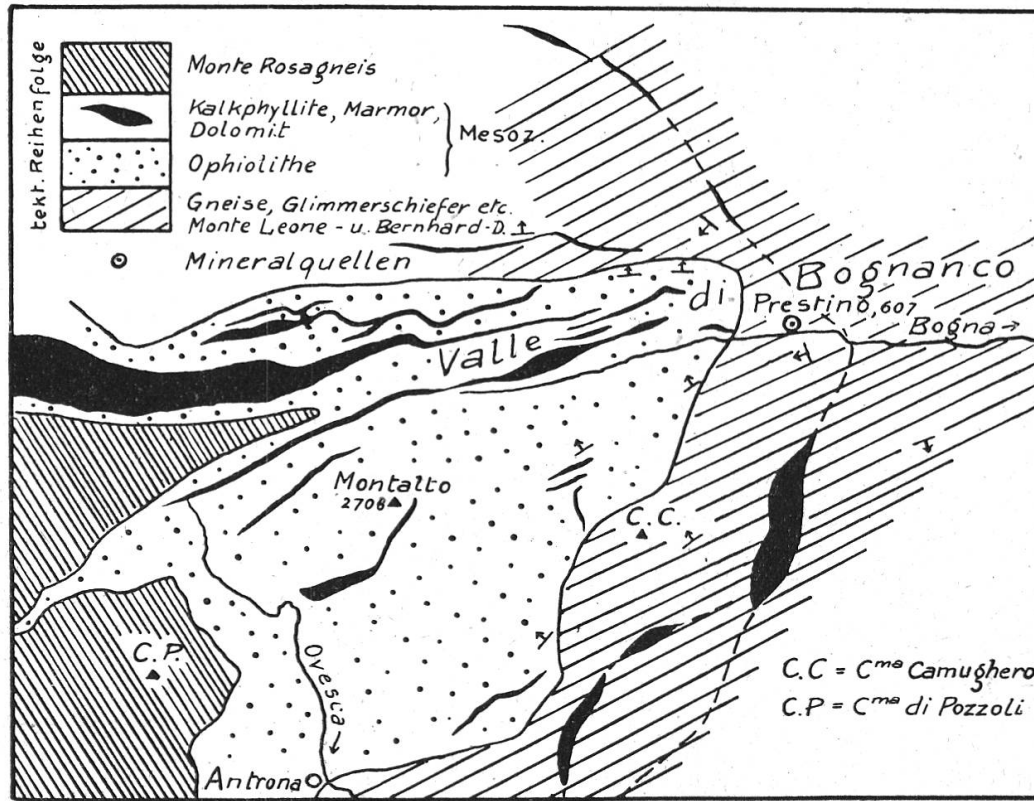 tekt. Reihenfolge
Monte Rosagneis
Kalkphyllite, Marmor,
Dolomit
Mesoz.
Ophiolithe
Gneise, Glimmerschiefer etc.
Monte Leone - u. Bernhard-D.
Mineralquellen
Bognanco
di
Prestino, 607
Bogna
Valle
Montalto
2708
C. C.
C. P.
Ovesca
C.C = Cma Camughero
C.P = Cma di Pozzoli
Antrona